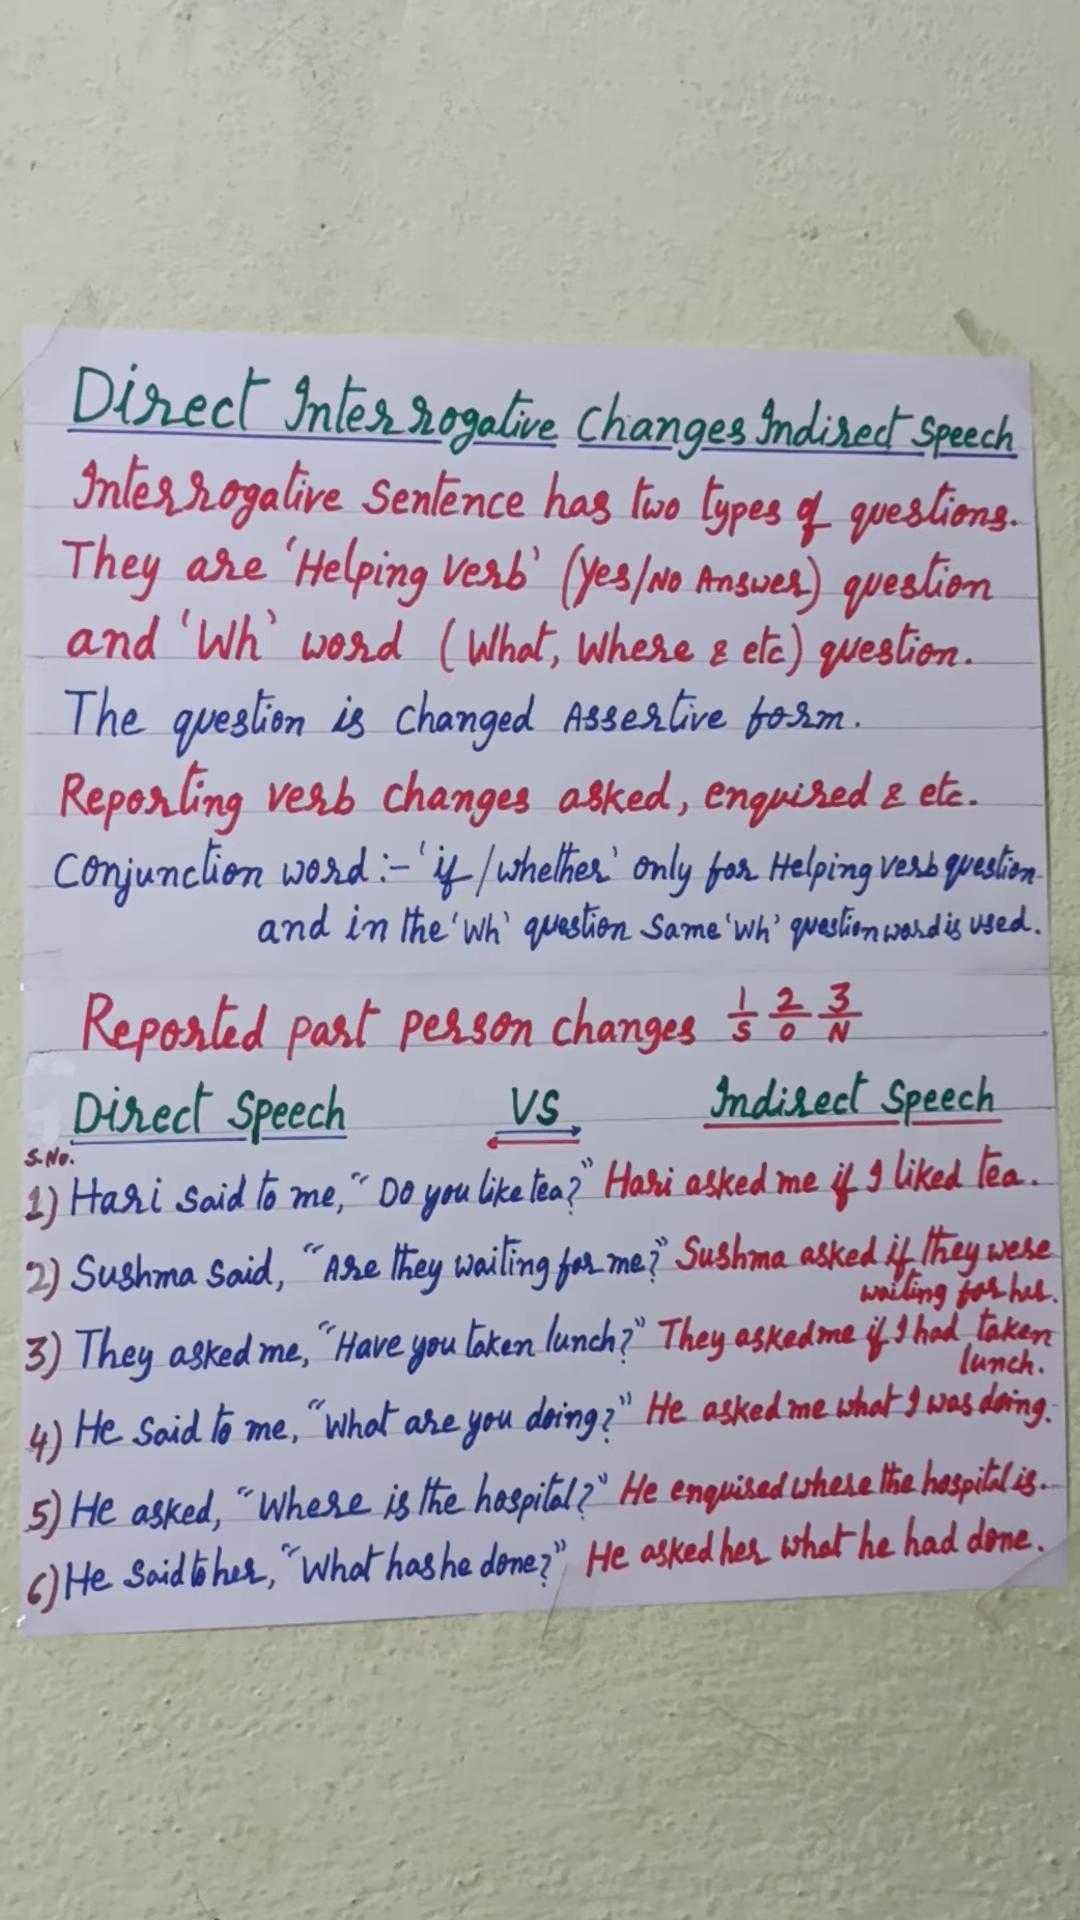 Direct Interrogative Changes Indirect Speech
Interrogative Sentence has two types of questions.
They are 'Helping verb' (Yes/No Answer) question
and 'Wh' word (What, Where & etc) question.
The question is changed Assertive form.
Reporting verb changes asked, enquired & etc.
Conjunction word :- 'if/whether' only for Helping verb question
and in the 'Wh' question Same 'Wh' question word is used.
Reported part person changes 1/S 2/O 3/N
Direct Speech VS Indirect Speech
S.No.
1) Hari said to me, "Do you like tea?" Hari asked me if I liked tea.
2) Sushma said, "Are they waiting for me?" Sushma asked if they were
waiting for her.
3) They asked me, "Have you taken lunch?" They asked me if I had taken
lunch.
4) He said to me, "What are you doing?" He asked me what I was doing.
5) He asked, "Where is the hospital?" He enquired where the hospital is.
6) He said to her, "What has he done?" He asked her what he had done.